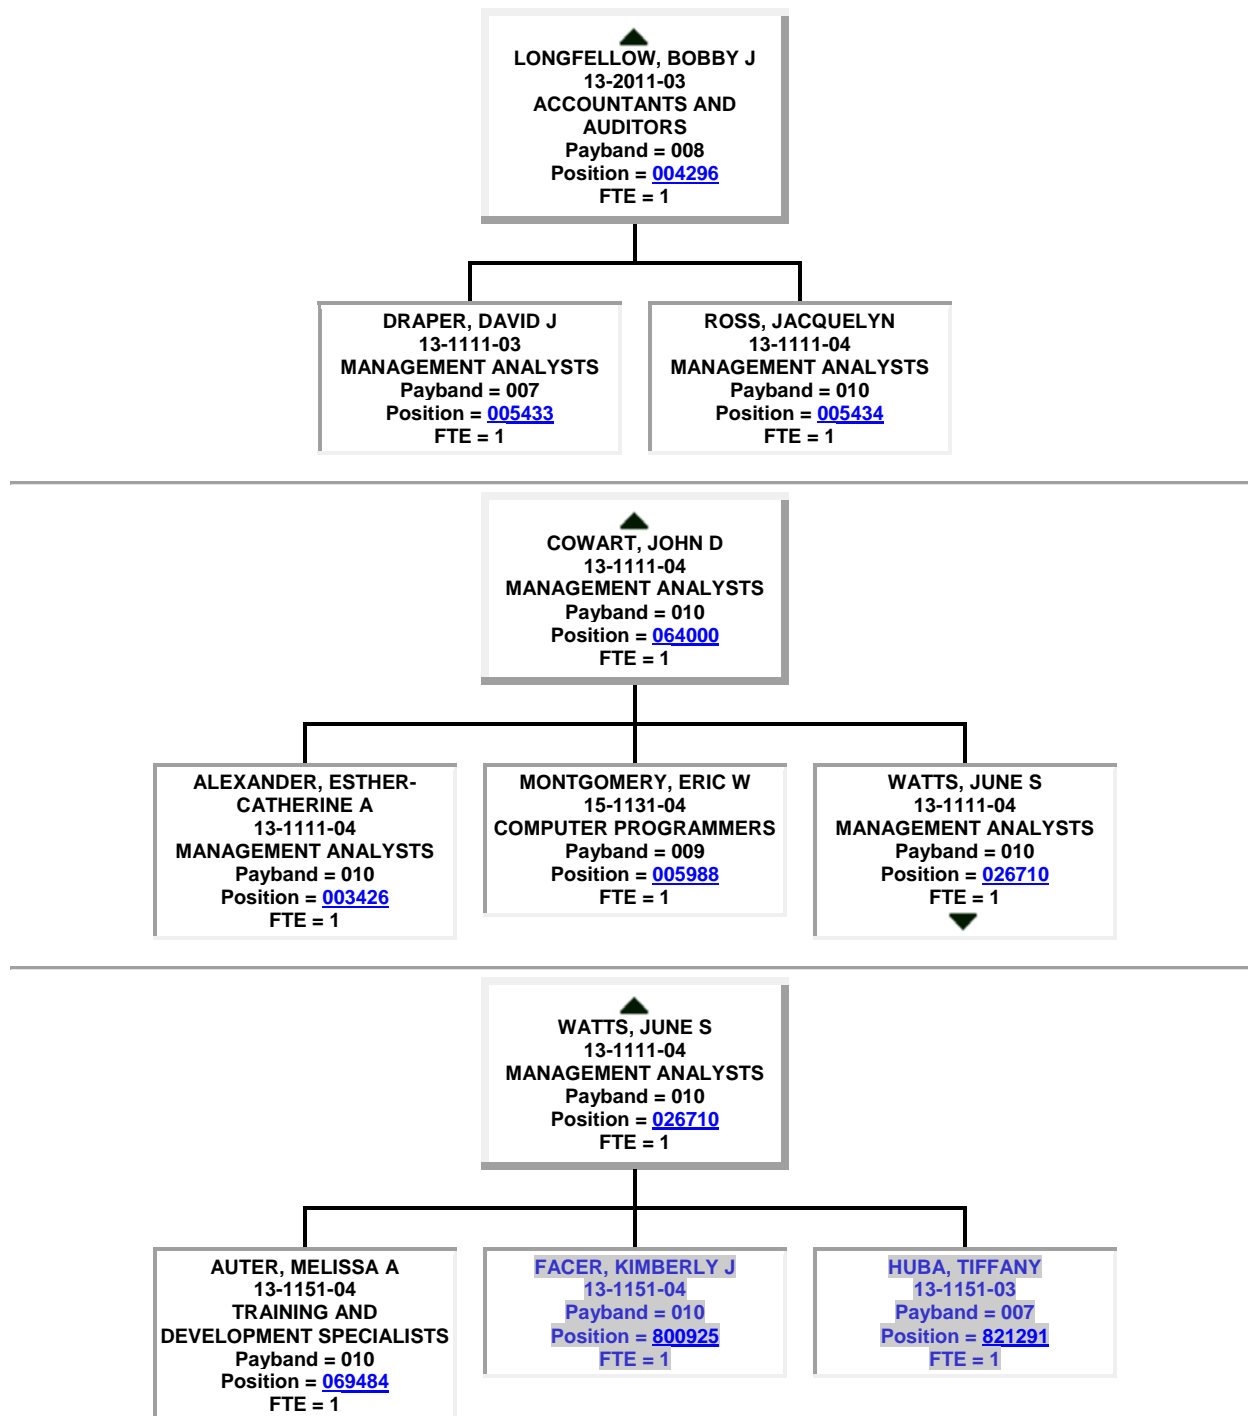 LONGFELLOW, BOBBY J
13-2011-03
ACCOUNTANTS AND
AUDITORS
Payband = 008
Position = 004296
FTE = 1
DRAPER, DAVID J
13-1111-03
MANAGEMENT ANALYSTS
Payband = 007
Position = 005433
FTE = 1
ROSS, JACQUELYN
13-1111-04
MANAGEMENT ANALYSTS
Payband = 010
Position = 005434
FTE = 1
COWART, JOHN D
13-1111-04
MANAGEMENT ANALYSTS
Payband = 010
Position = 064000
FTE = 1
ALEXANDER, ESTHER-
CATHERINE A
13-1111-04
MANAGEMENT ANALYSTS
Payband = 010
Position = 003426
FTE = 1
MONTGOMERY, ERIC W
15-1131-04
COMPUTER PROGRAMMERS
Payband = 009
Position = 005988
FTE = 1
WATTS, JUNE S
13-1111-04
MANAGEMENT ANALYSTS
Payband = 010
Position = 026710
FTE = 1
WATTS, JUNE S
13-1111-04
MANAGEMENT ANALYSTS
Payband = 010
Position = 026710
FTE = 1
AUTER, MELISSA A
13-1151-04
TRAINING AND
DEVELOPMENT SPECIALISTS
Payband = 010
Position = 069484
FTE = 1
FACER, KIMBERLY J
13-1151-04
Payband = 010
Position = 800925
FTE = 1
HUBA, TIFFANY
13-1151-03
Payband = 007
Position = 821291
FTE = 1